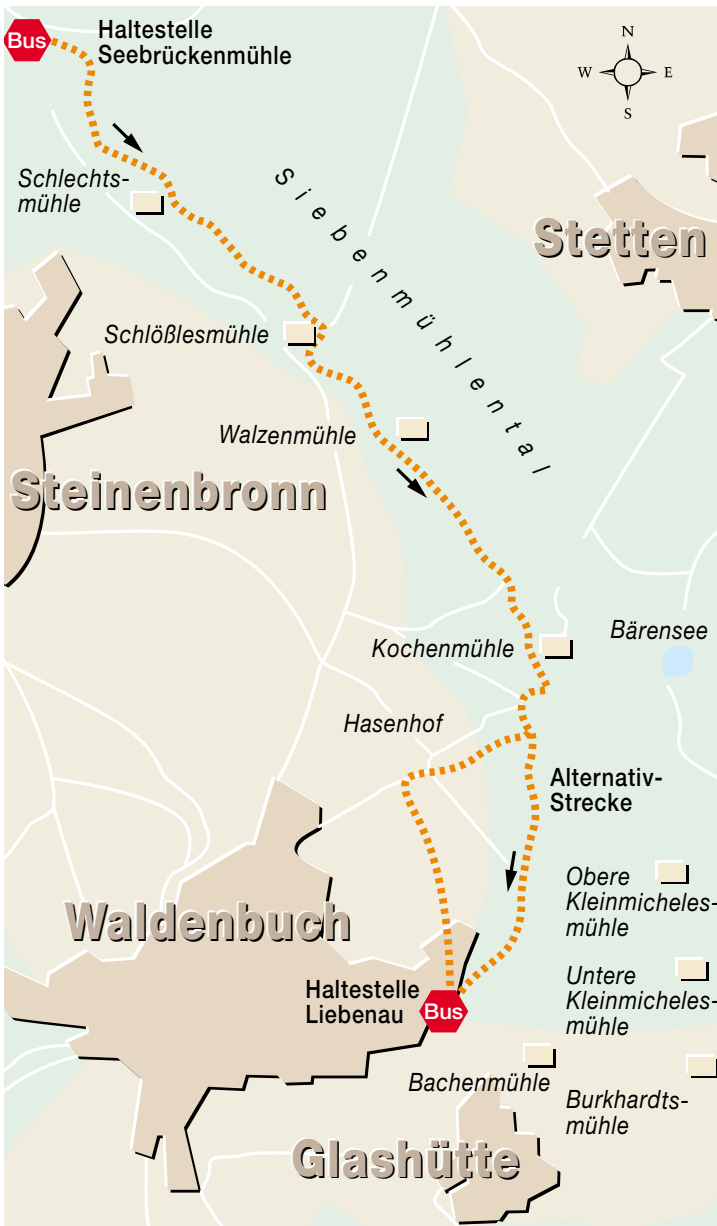 Bus
Haltestelle
Seebrückenmühle
N
W
E
S
Schlechts-
mühle
Siebenmühlental
Stetten
Schlößlesmühle
Walzenmühle
Steinenbronn
Kochenmühle
Bärensee
Hasenhof
Alternativ-
Strecke
Obere
Kleinmicheles-
mühle
Waldenbuch
Untere
Kleinmicheles-
mühle
Haltestelle
Liebenau
Bus
Bachenmühle
Burkhardts-
mühle
Glashütte